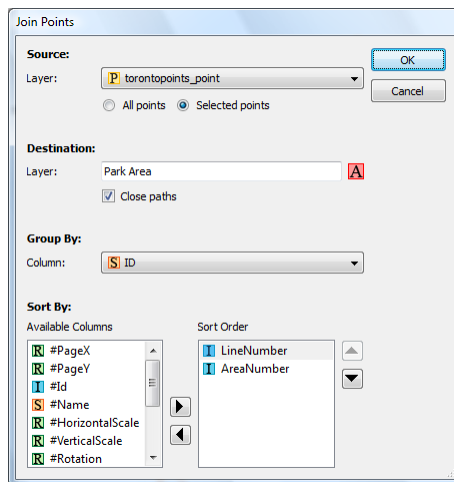 Join Points
Source:
OK
Layer: P torontopoints_point
Cancel
All points Selected points
Destination:
Layer: Park Area A
Close paths
Group By:
Column: S ID
Sort By:
Available Columns Sort Order
R #PageX I LineNumber
R #PageY I AreaNumber
I #Id
S #Name
R #HorizontalScale
R #VerticalScale
R #Rotation